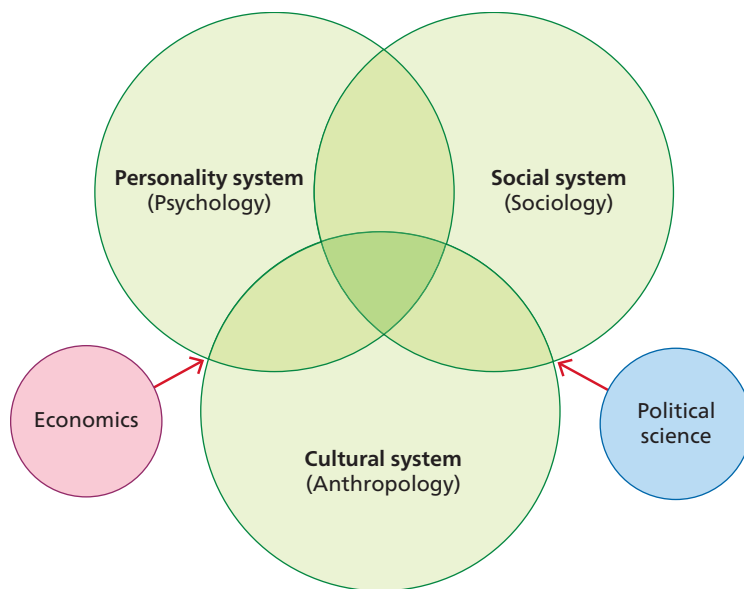 Personality system
(Psychology)
Social system
(Sociology)
Economics
Political
science
Cultural system
(Anthropology)